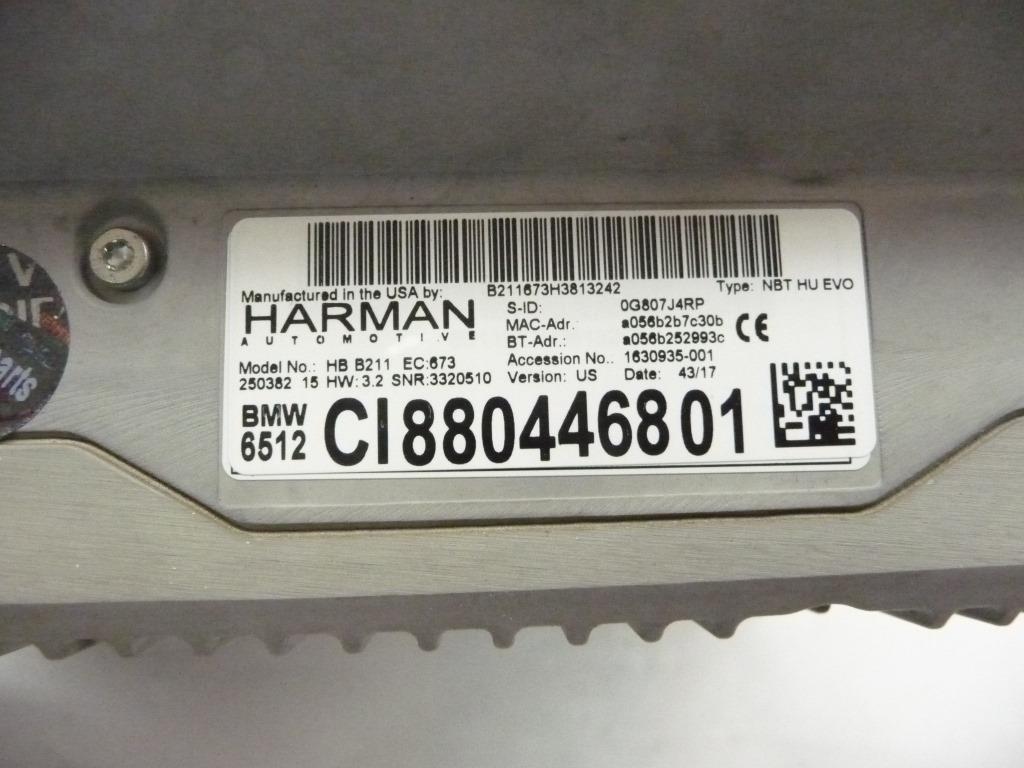 B211673H3813242
Type: NBT HU EVO
Manufactured in the USA by:
HARMAN
AUTOMOTIVE
S-ID: 0G807J4RP
MAC-Adr.: a056b2b7c30b
BT-Adr.: a056b252993c
CE
Model No.: HB B211 EC:673
Accession No.. 1630935-001
250382 15 HW: 3.2 SNR:3320510
Version: US Date: 43/17
BMW
6512
CI880446801
arts